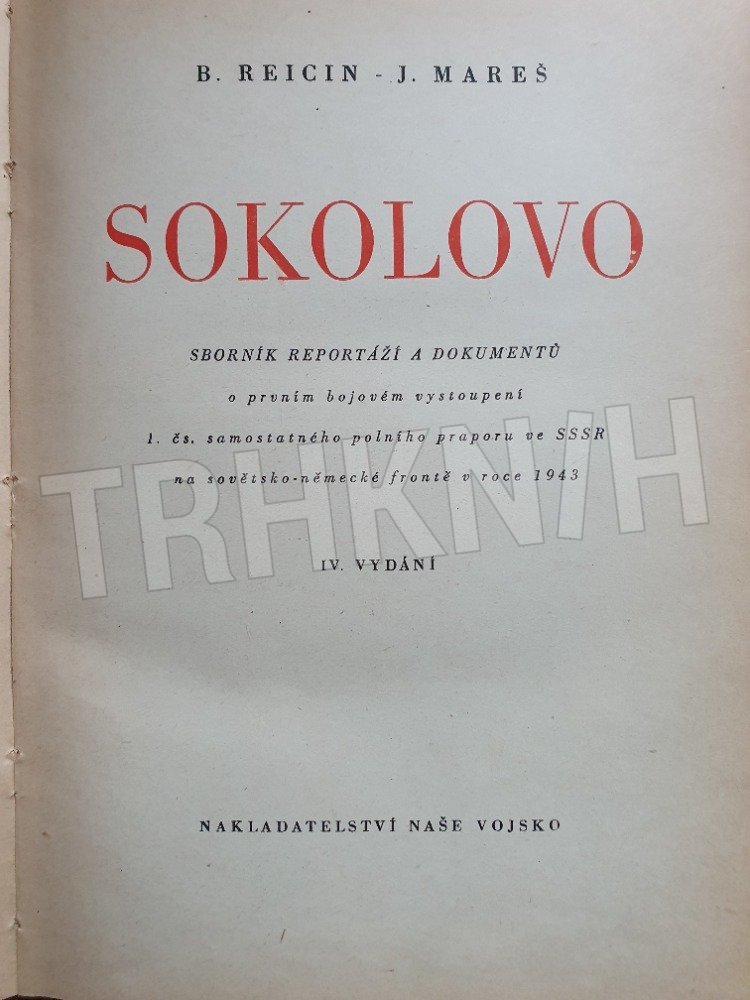 B. REICIN - J. MAREŠ
SOKOLOVO
SBORNÍK REPORTÁŽÍ A DOKUMENTŮ
o prvním bojovém vystoupení
1. čs. samostatného polního praporu ve SSSR
na sovětsko-německé frontě v roce 1943
TRHKNIH
IV. VYDÁNÍ
NAKLADATELSTVÍ NAŠE VOJSKO